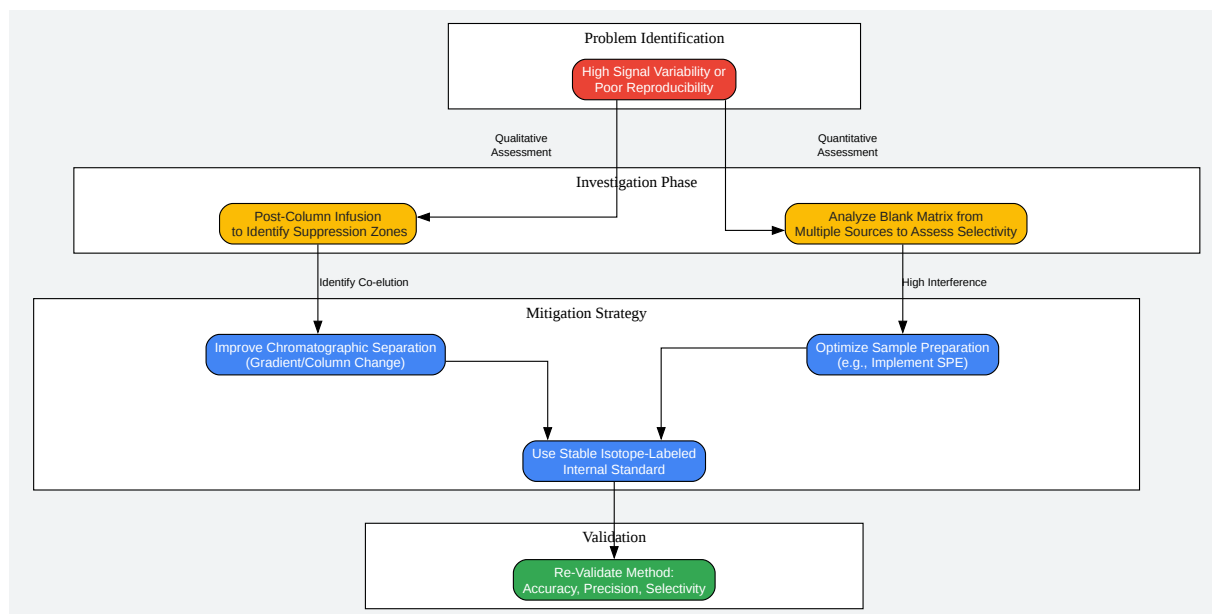 Problem Identification
High Signal Variability or
Poor Reproducibility
Qualitative
Assessment
Quantitative
Assessment
Investigation Phase
Post-Column Infusion
to Identify Suppression Zones
Analyze Blank Matrix from
Multiple Sources to Assess Selectivity
Identify Co-elution
High Interference
Mitigation Strategy
Improve Chromatographic Separation
(Gradient/Column Change)
Optimize Sample Preparation
(e.g., Implement SPE)
Use Stable Isotope-Labeled
Internal Standard
Validation
Re-Validate Method:
Accuracy, Precision, Selectivity